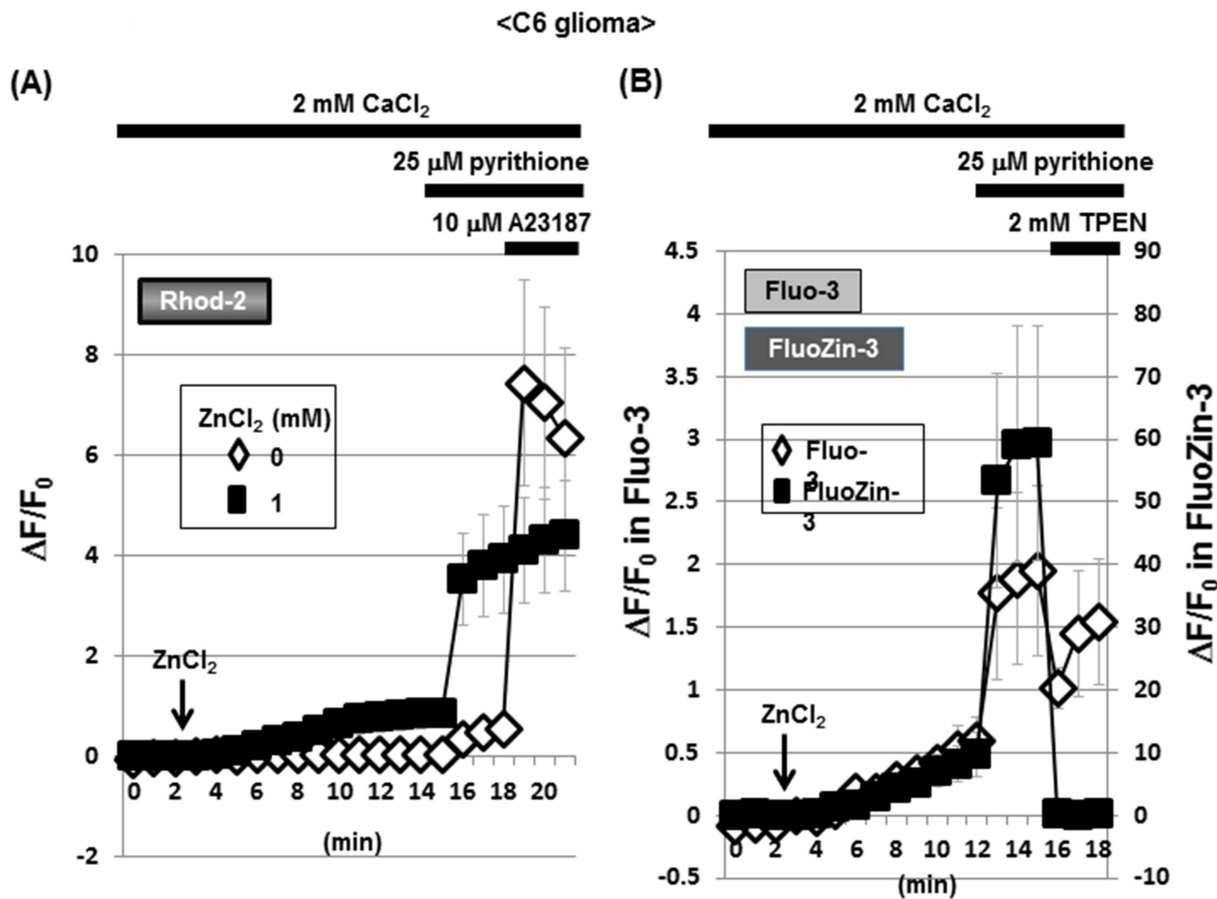 <C6 glioma>
(A)
2 mM CaCl₂
25 μM pyrithione
10 μM A23187
10
8
6
4
2
0
-2
ΔF/F₀
Rhod-2
ZnCl₂ (mM)
0
1
ZnCl₂
0 2 4 6 8 10 12 14 16 18 20
(min)
(B)
2 mM CaCl₂
25 μM pyrithione
2 mM TPEN
4.5
4
3.5
3
2.5
2
1.5
1
0.5
0
-0.5
ΔF/F₀ in Fluo-3
Fluo-3
FluoZin-3
Fluo-
3
FluoZin-
3
ZnCl₂
0 2 4 6 8 10 12 14 16 18
(min)
90
80
70
60
50
40
30
20
10
0
-10
ΔF/F₀ in FluoZin-3